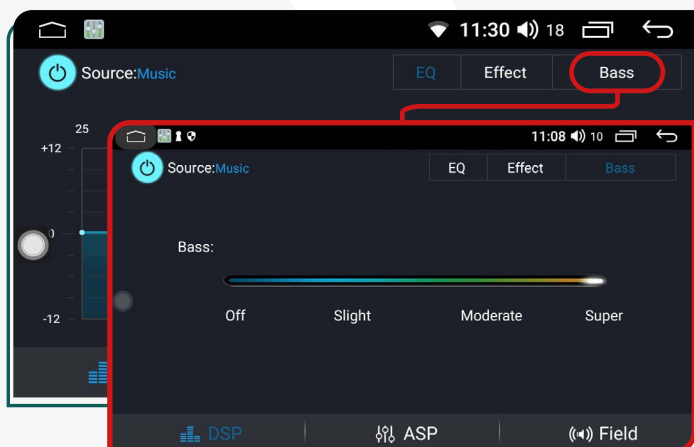 11:30 18
Source:Music EQ Effect Bass
25
+12
0
-12
11:08 10
Source:Music EQ Effect Bass
Bass:
Off Slight Moderate Super
DSP ASP Field